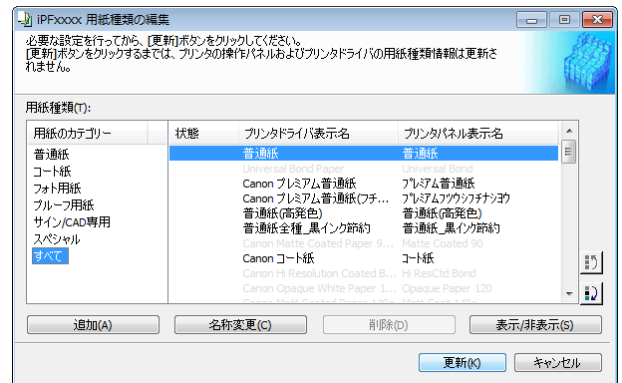 iPFxxxx 用紙種類の編集
必要な設定を行ってから、[更新]ボタンをクリックしてください。
[更新]ボタンをクリックするまでは、プリンタの操作パネルおよびプリンタドライバの用紙種類情報は更新さ
れません。
用紙種類(T):
用紙のカテゴリー 状態 プリンタドライバ表示名 プリンタパネル表示名
普通紙
コート紙
フォト用紙
プルーフ用紙
サイン/CAD専用
スペシャル
すべて
普通紙 普通紙
Universal Bond Paper Universal Bond
Canon プレミアム普通紙 プレミアム普通紙
Canon プレミアム普通紙(フチ... プレミアムフツウシフチナシヨウ
普通紙(高発色) 普通紙(高発色)
普通紙全種_黒インク節約 普通紙_黒インク節約
Canon Matte Coated Paper 9... Matte Coated 90
Canon コート紙 コート紙
Canon Hi Resolution Coated B... Hi ResCtd Bond
Canon Opaque White Paper 1... Opaque Paper 120
追加(A) 名称変更(C) 削除(D) 表示/非表示(S)
更新(K) キャンセル